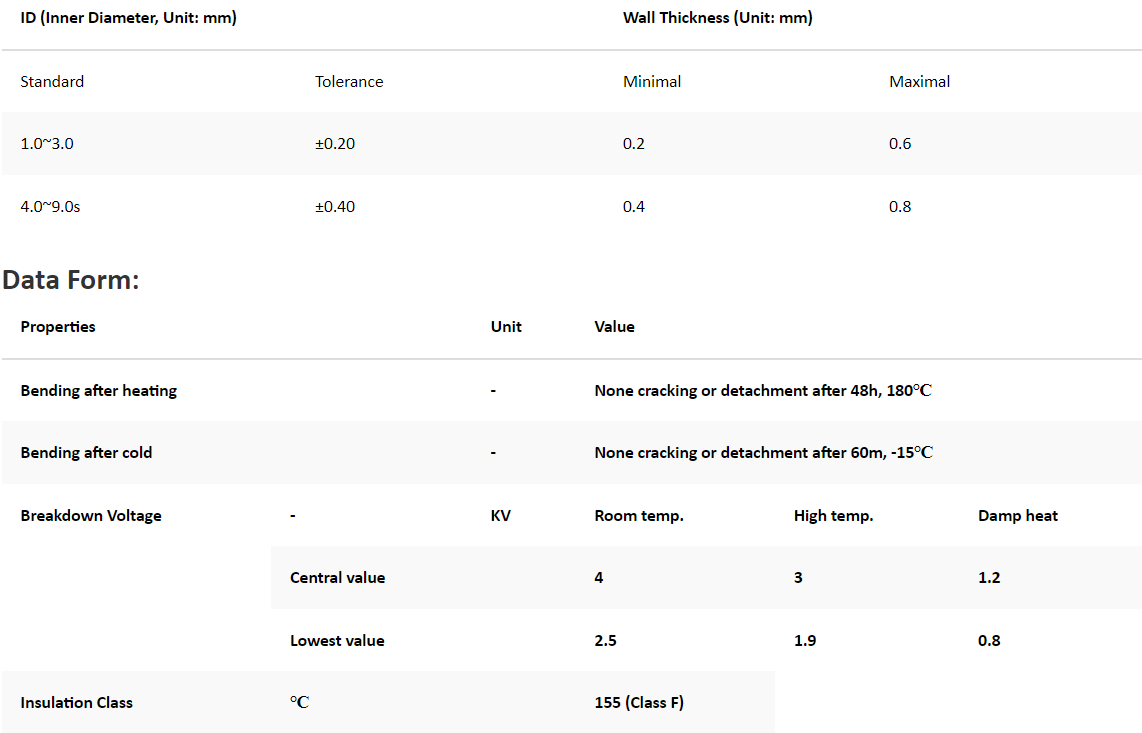 ID (Inner Diameter, Unit: mm) Wall Thickness (Unit: mm)
Standard Tolerance Minimal Maximal
1.0~3.0 ±0.20 0.2 0.6
4.0~9.0s ±0.40 0.4 0.8
Data Form:
Properties Unit Value
Bending after heating - None cracking or detachment after 48h, 180℃
Bending after cold - None cracking or detachment after 60m, -15℃
Breakdown Voltage - KV Room temp. High temp. Damp heat
Central value 4 3 1.2
Lowest value 2.5 1.9 0.8
Insulation Class ℃ 155 (Class F)